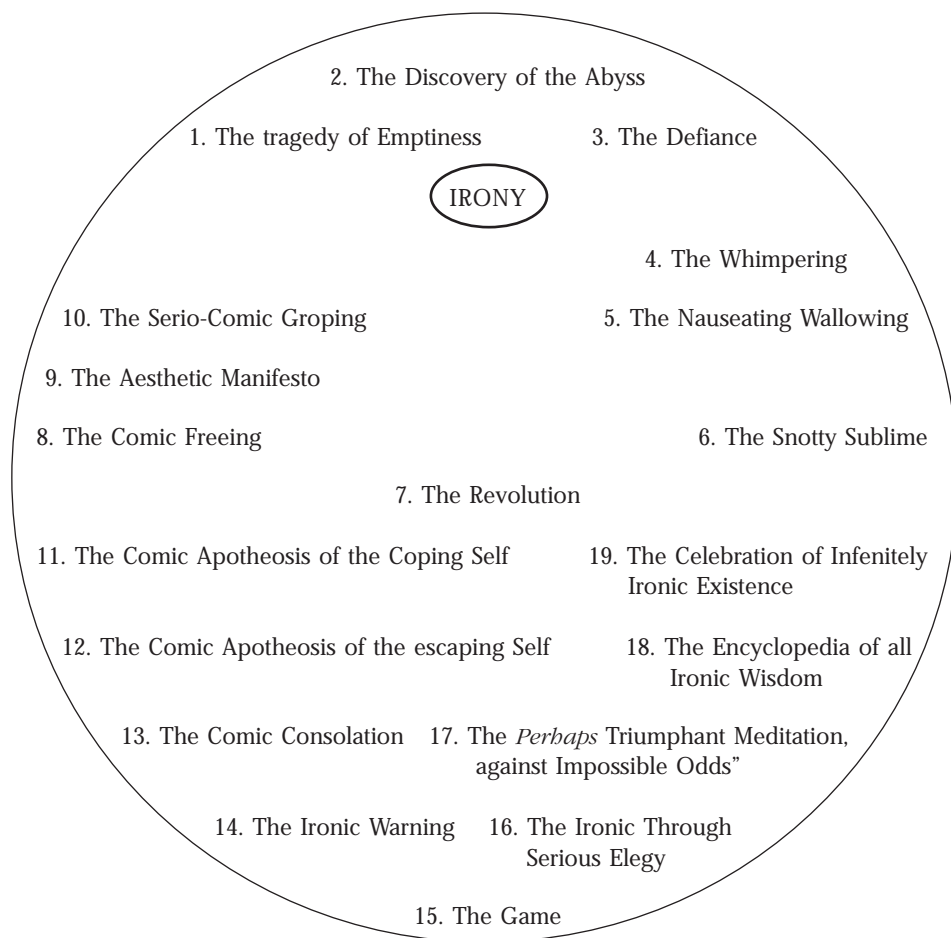 2. The Discovery of the Abyss
1. The tragedy of Emptiness
3. The Defiance
IRONY
4. The Whimpering
10. The Serio-Comic Groping
5. The Nauseating Wallowing
9. The Aesthetic Manifesto
8. The Comic Freeing
6. The Snotty Sublime
7. The Revolution
11. The Comic Apotheosis of the Coping Self
19. The Celebration of Infenitely
Ironic Existence
12. The Comic Apotheosis of the escaping Self
18. The Encyclopedia of all
Ironic Wisdom
13. The Comic Consolation
17. The Perhaps Triumphant Meditation,
against Impossible Odds”
14. The Ironic Warning
16. The Ironic Through
Serious Elegy
15. The Game